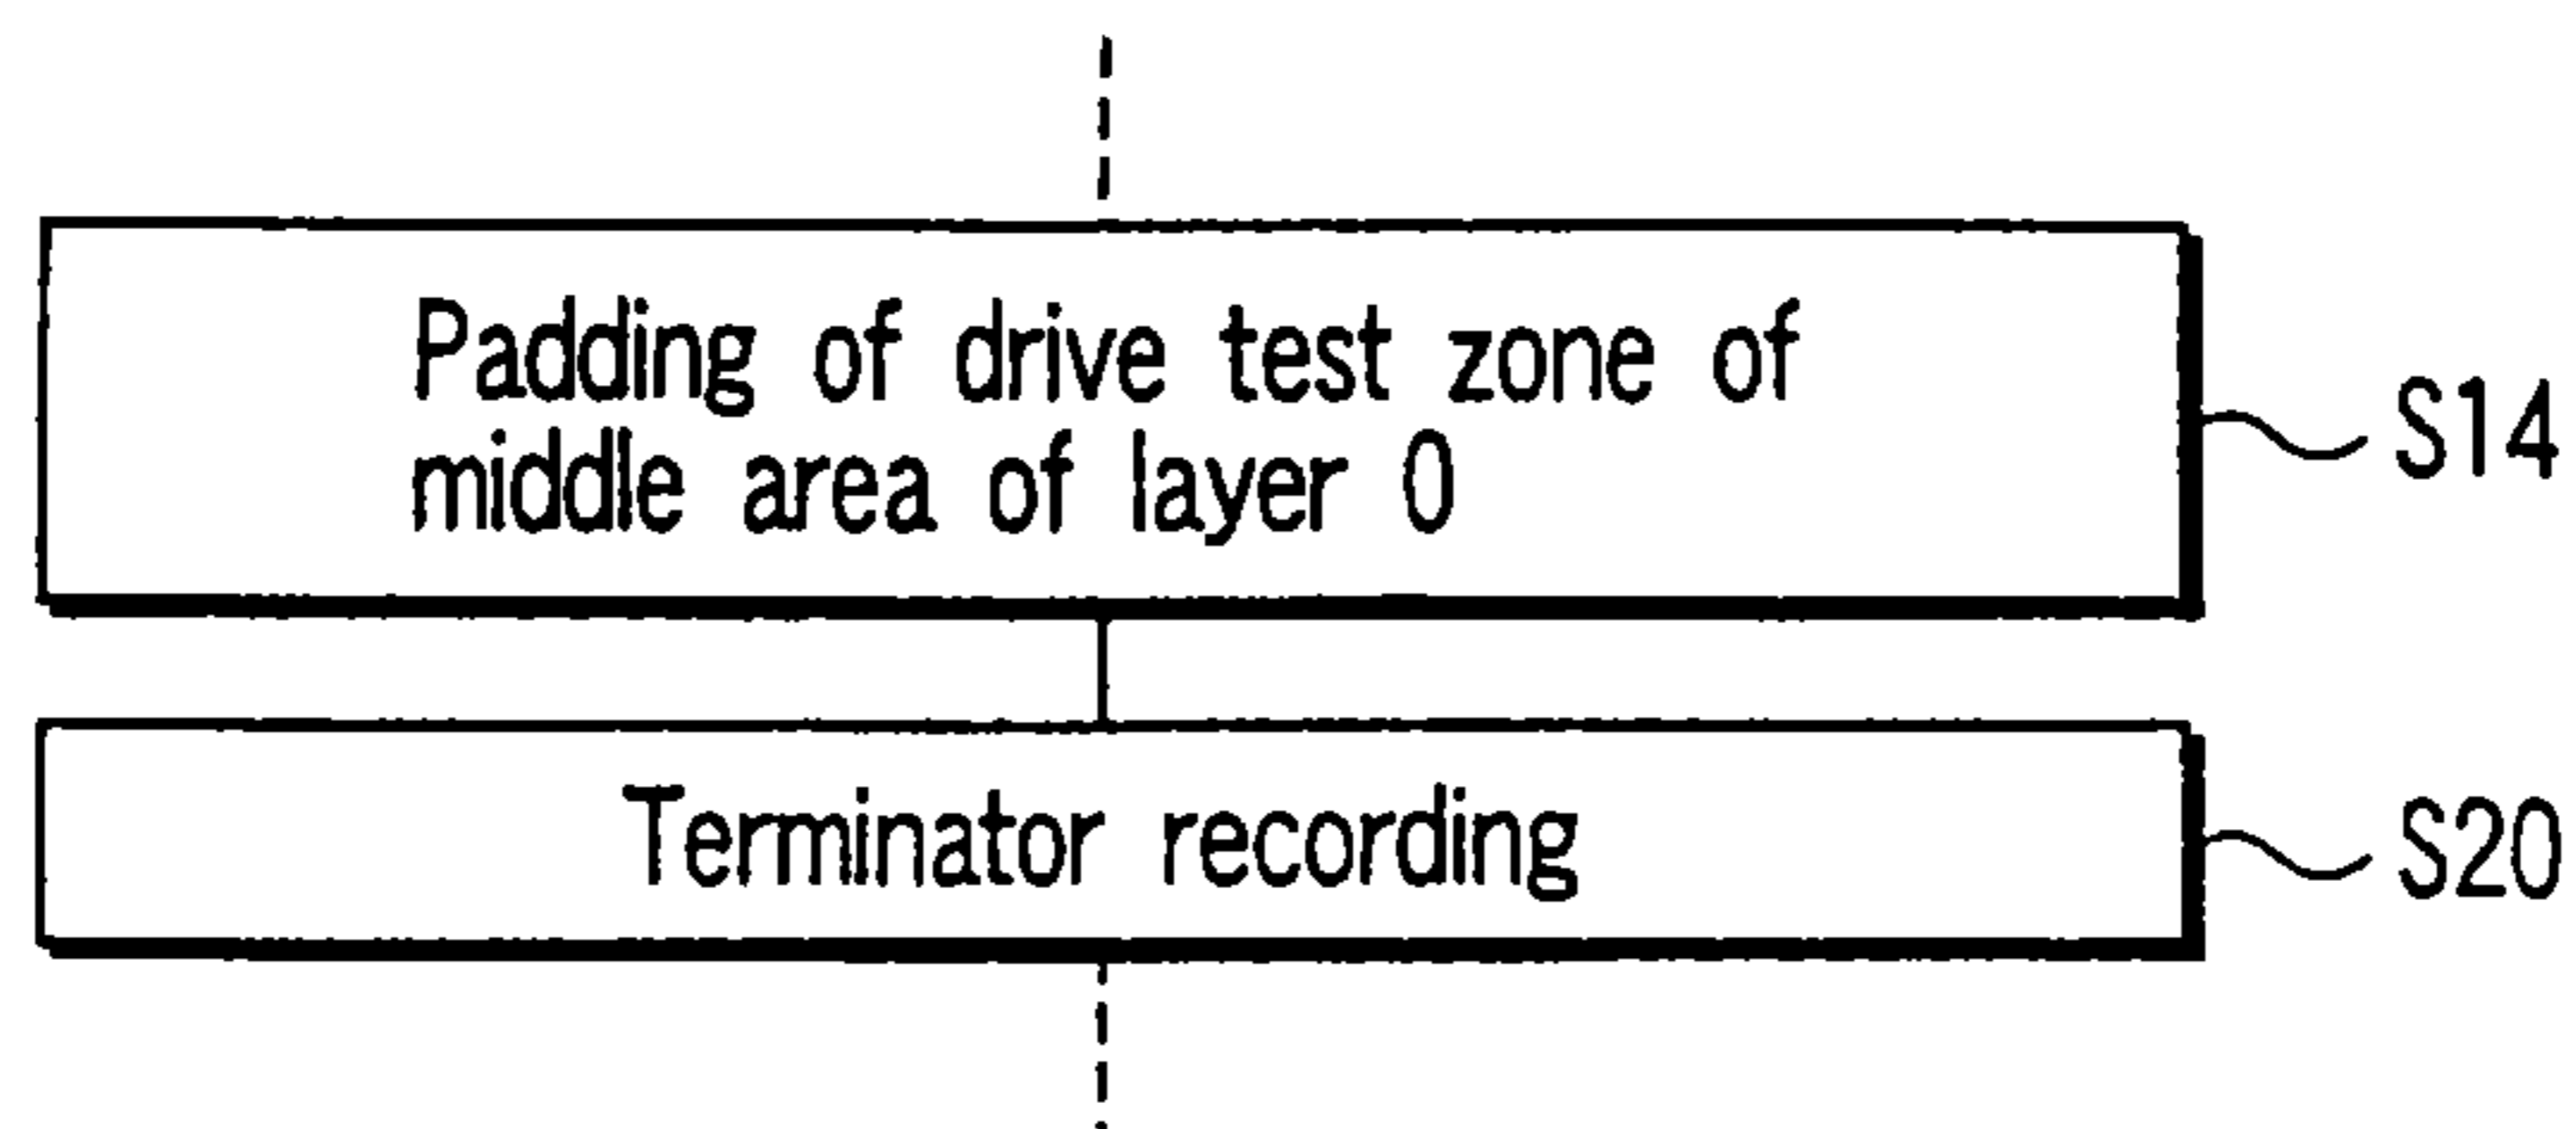 Padding of drive test zone of
middle area of layer 0
S14
Terminator recording
S20